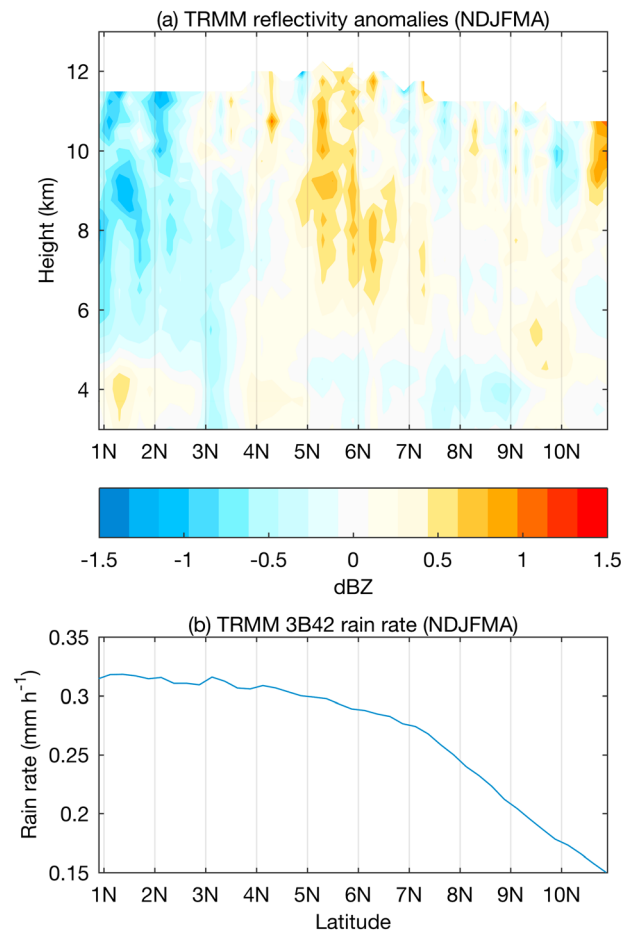 (a) TRMM reflectivity anomalies (NDJFMA)
12
10
8
6
4
Height (km)
1N 2N 3N 4N 5N 6N 7N 8N 9N 10N
-1.5 -1 -0.5 0 0.5 1 1.5
dBZ
(b) TRMM 3B42 rain rate (NDJFMA)
0.35
0.3
0.25
0.2
0.15
Rain rate (mm h⁻¹)
1N 2N 3N 4N 5N 6N 7N 8N 9N 10N
Latitude